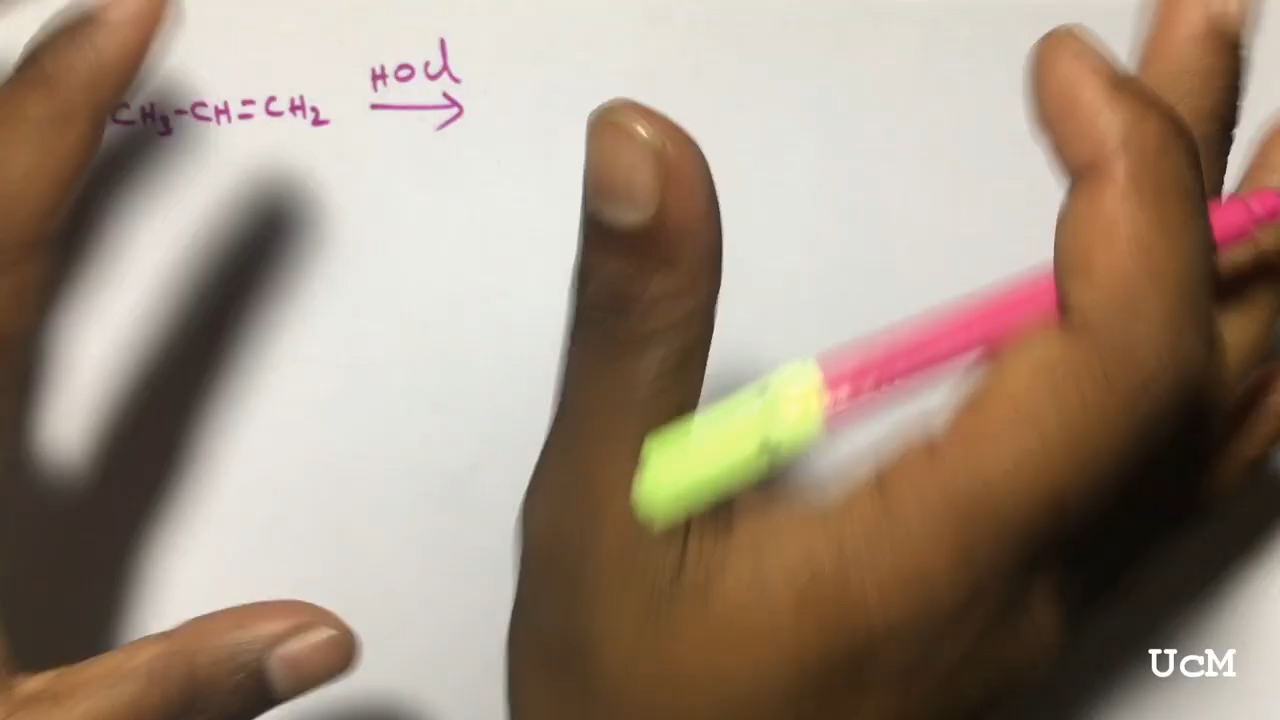 HOCl
CH₃-CH=CH₂ →
UcM